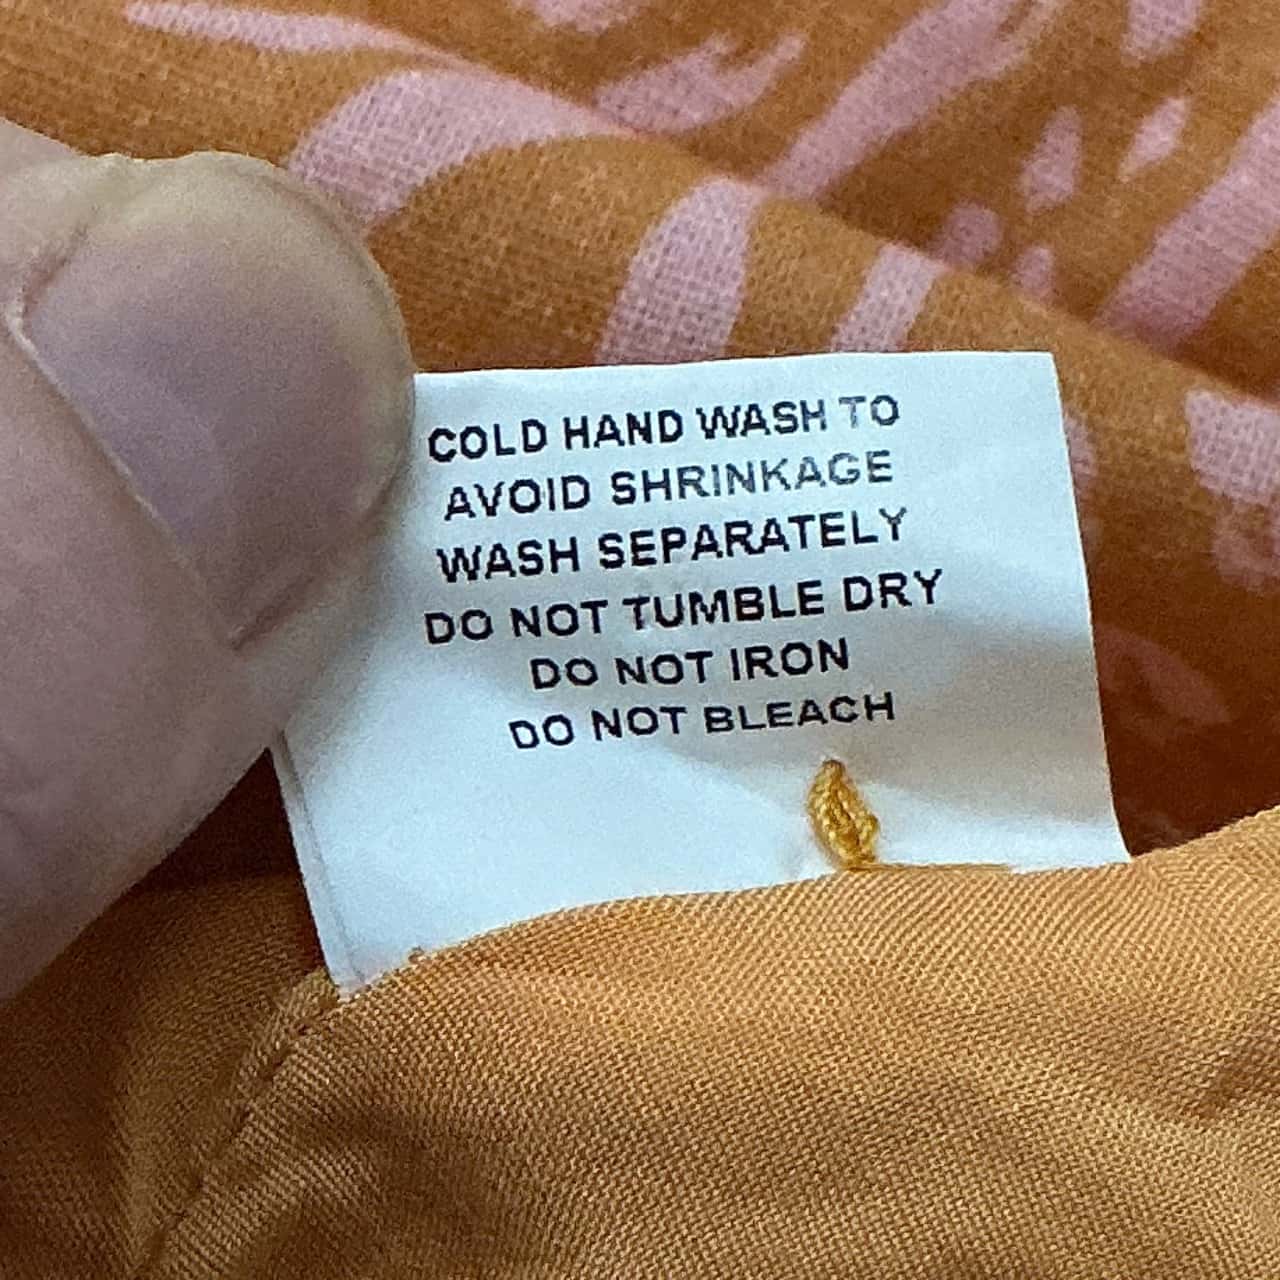 COLD HAND WASH TO
AVOID SHRINKAGE
WASH SEPARATELY
DO NOT TUMBLE DRY
DO NOT IRON
DO NOT BLEACH